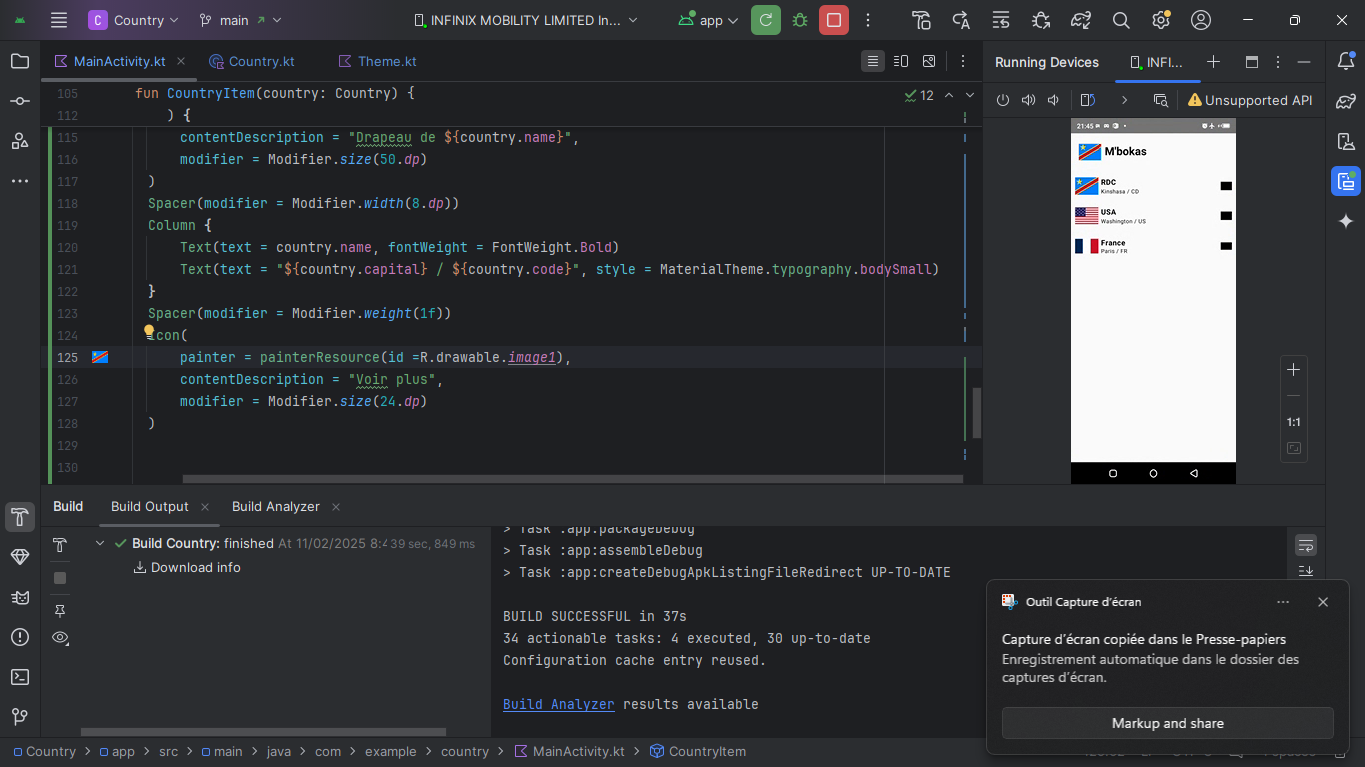 C Country main INFINIX MOBILITY LIMITED In... app
MainActivity.kt Country.kt Theme.kt
Running Devices INFI...
Unsupported API
12
105 fun CountryItem(country: Country) {
112 ) {
115 contentDescription = "Drapeau de ${country.name}",
116 modifier = Modifier.size(50.dp)
117 )
118 Spacer(modifier = Modifier.width(8.dp))
119 Column {
120 Text(text = country.name, fontWeight = FontWeight.Bold)
121 Text(text = "${country.capital} / ${country.code}", style = MaterialTheme.typography.bodySmall)
122 }
123 Spacer(modifier = Modifier.weight(1f))
124 Icon(
125 painter = painterResource(id =R.drawable.image1),
126 contentDescription = "Voir plus",
127 modifier = Modifier.size(24.dp)
128 )
129
130
21:45
M'bokas
RDC
Kinshasa / CD
USA
Washington / US
France
Paris / FR
1:1
Build Build Output Build Analyzer
Build Country: finished At 11/02/2025 8:4 39 sec, 849 ms
Download info
> Task :app:packageDebug
> Task :app:assembleDebug
> Task :app:createDebugApkListingFileRedirect UP-TO-DATE
BUILD SUCCESSFUL in 37s
34 actionable tasks: 4 executed, 30 up-to-date
Configuration cache entry reused.
Build Analyzer results available
Outil Capture d'écran
Capture d'écran copiée dans le Presse-papiers
Enregistrement automatique dans le dossier des
captures d'écran.
Markup and share
Country > app > src > main > java > com > example > country > MainActivity.kt > CountryItem